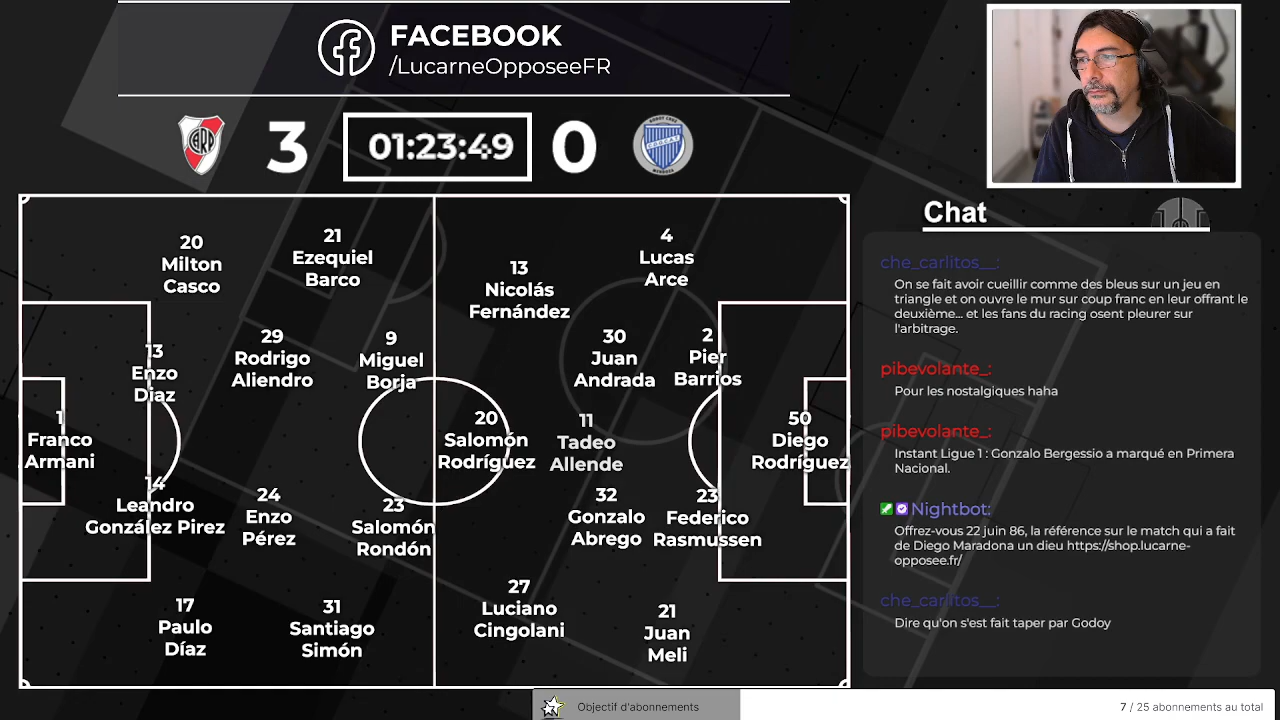 FACEBOOK
/LucarneOpposeeFR
CARP
3
01:23:49
0
Chat
20
Milton
Casco
21
Ezequiel
Barco
13
Enzo
Díaz
29
Rodrigo
Aliendro
9
Miguel
Borja
1
Franco
Armani
14
Leandro
González Pirez
24
Enzo
Pérez
23
Salomón
Rondón
17
Paulo
Díaz
31
Santiago
Simón
13
Nicolás
Fernández
4
Lucas
Arce
30
Juan
Andrada
2
Pier
Barrios
20
Salomón
Rodríguez
11
Tadeo
Allende
50
Diego
Rodríguez
32
Gonzalo
Abrego
23
Federico
Rasmussen
27
Luciano
Cingolani
21
Juan
Meli
che_carlitos__:
On se fait avoir cueillir comme des bleus sur un jeu en
triangle et on ouvre le mur sur coup franc en leur offrant le
deuxième... et les fans du racing osent pleurer sur
l'arbitrage.
pibevolante_:
Pour les nostalgiques haha
pibevolante_:
Instant Ligue 1 : Gonzalo Bergessio a marqué en Primera
Nacional.
Nightbot:
Offrez-vous 22 juin 86, la référence sur le match qui a fait
de Diego Maradona un dieu https://shop.lucarne-
opposee.fr/
che_carlitos__:
Dire qu'on s'est fait taper par Godoy
Objectif d'abonnements
7 / 25 abonnements au total